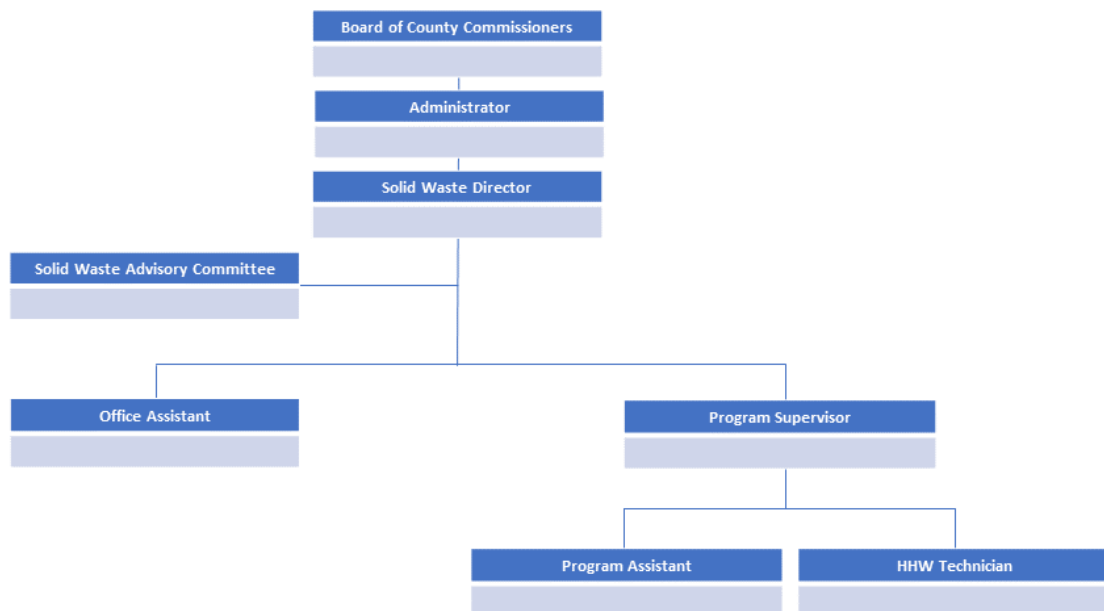 Board of County Commissioners
Administrator
Solid Waste Director
Solid Waste Advisory Committee
Office Assistant
Program Supervisor
Program Assistant
HHW Technician